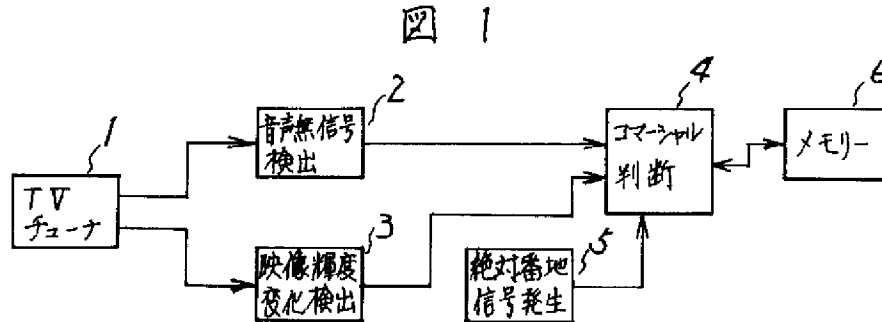 図 1
1
TV
チューナ
2
音声無信号
検出
3
映像輝度
変化検出
4
コマーシャル
判断
5
絶対番地
信号発生
6
メモリー